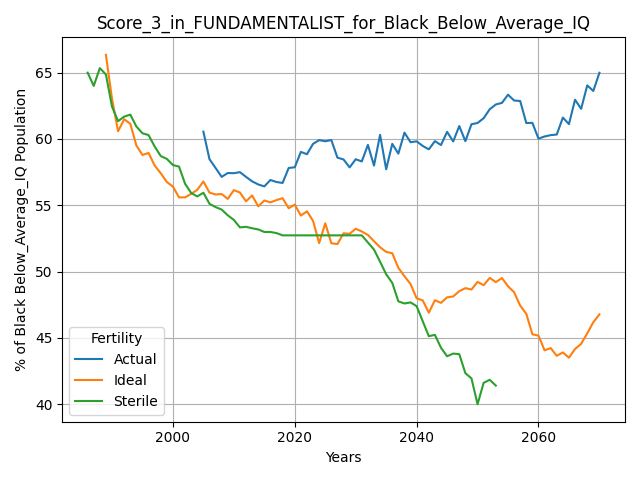 Score_3_in_FUNDAMENTALIST_for_Black_Below_Average_IQ
% of Black Below_Average_IQ Population
65
60
55
50
45
40
Fertility
Actual
Ideal
Sterile
2000 2020 2040 2060
Years